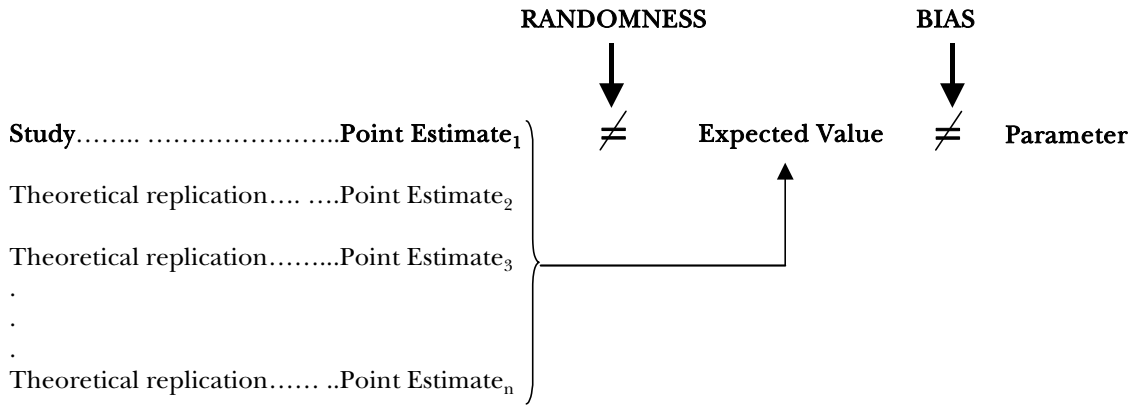 RANDOMNESS BIAS
Study…….. …………………..Point Estimate₁ ≠ Expected Value ≠ Parameter
Theoretical replication…. ….Point Estimate₂
Theoretical replication……...Point Estimate₃
.
.
.
Theoretical replication…… ..Point Estimateₙ